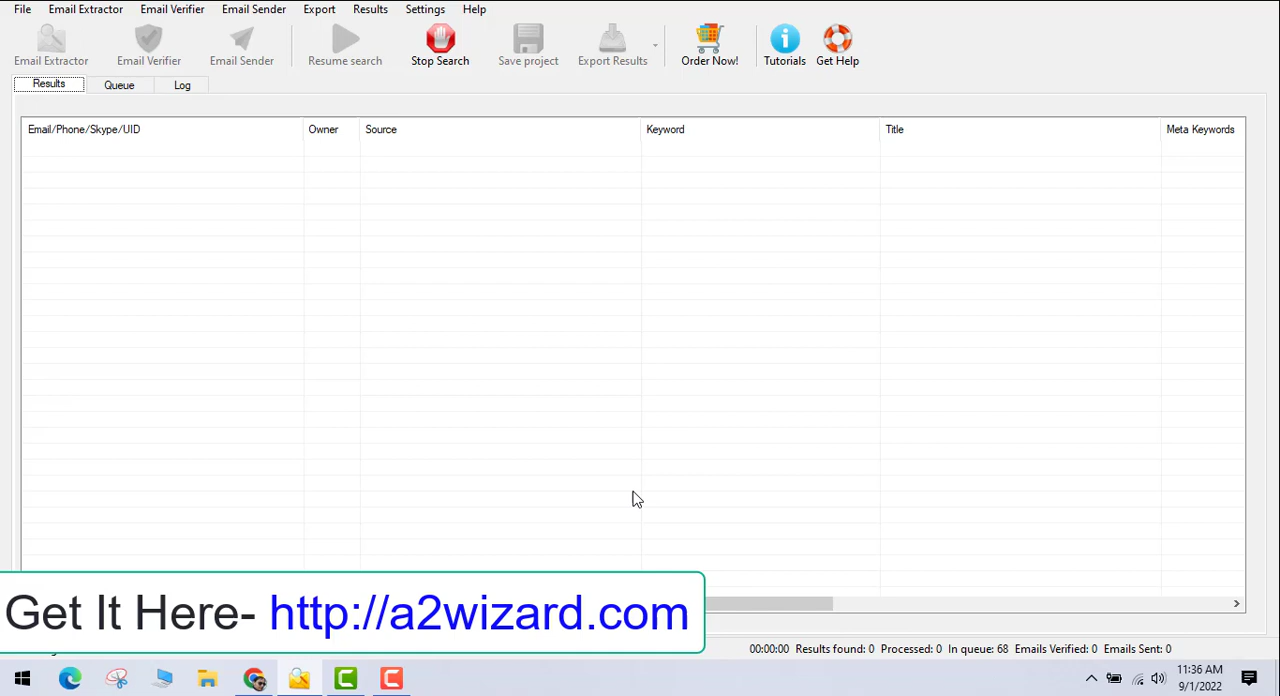 File Email Extractor Email Verifier Email Sender Export Results Settings Help
Email Extractor Email Verifier Email Sender Resume search Stop Search Save project Export Results Order Now! Tutorials Get Help
Results Queue Log
Email/Phone/Skype/UID Owner Source Keyword Title Meta Keywords
Get It Here- http://a2wizard.com
00:00:00 Results found: 0 Processed: 0 In queue: 68 Emails Verified: 0 Emails Sent: 0
11:36 AM
9/1/2022